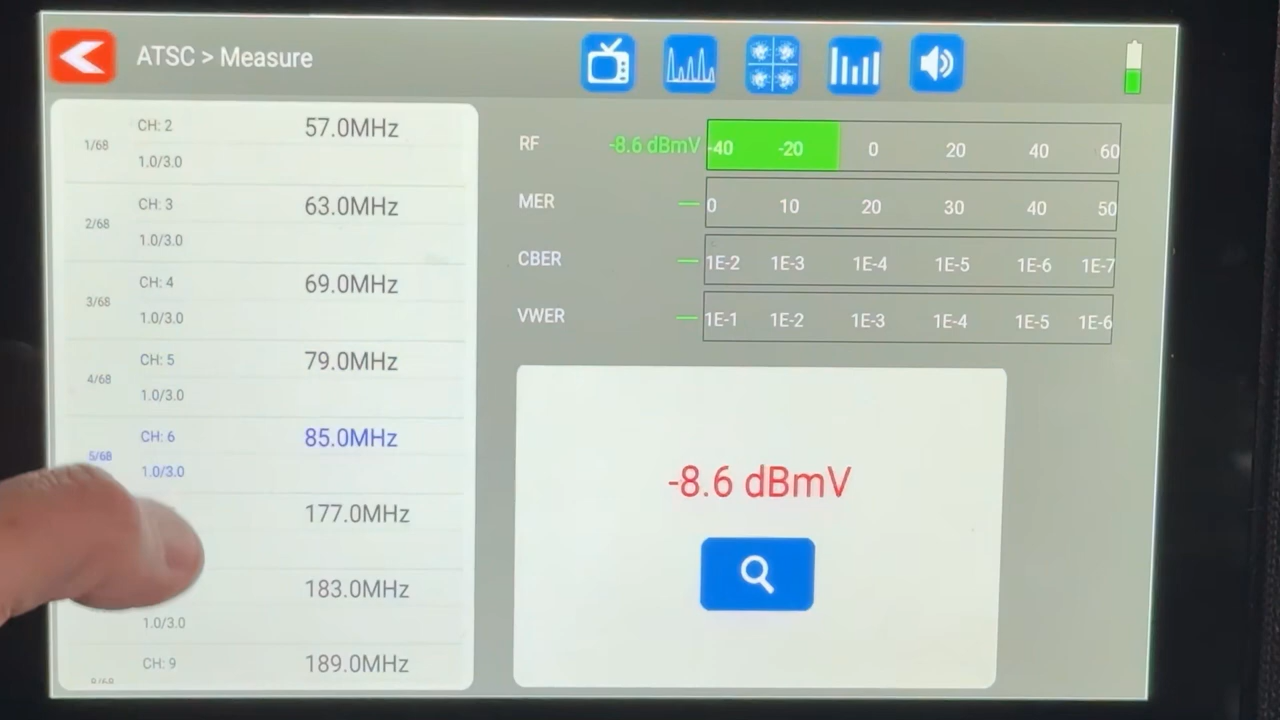 ATSC > Measure
1/68
CH: 2
57.0MHz
1.0/3.0
2/68
CH: 3
63.0MHz
1.0/3.0
3/68
CH: 4
69.0MHz
1.0/3.0
4/68
CH: 5
79.0MHz
1.0/3.0
5/68
CH: 6
85.0MHz
1.0/3.0
177.0MHz
183.0MHz
1.0/3.0
CH: 9
189.0MHz
RF -8.6 dBmV -40 -20 0 20 40 60
MER — 0 10 20 30 40 50
CBER — 1E-2 1E-3 1E-4 1E-5 1E-6 1E-7
VWER — 1E-1 1E-2 1E-3 1E-4 1E-5 1E-6
-8.6 dBmV